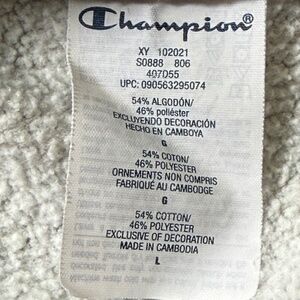 Champion®
XY 102021
S0888 806
407D55
UPC: 090563295074
54% ALGODÓN/
46% poliéster
EXCLUYENDO DECORACIÓN
HECHO EN CAMBOYA
G
54% COTON/
46% POLYESTER
ORNEMENTS NON COMPRIS
FABRIQUÉ AU CAMBODGE
G
54% COTTON/
46% POLYESTER
EXCLUSIVE OF DECORATION
MADE IN CAMBODIA
L